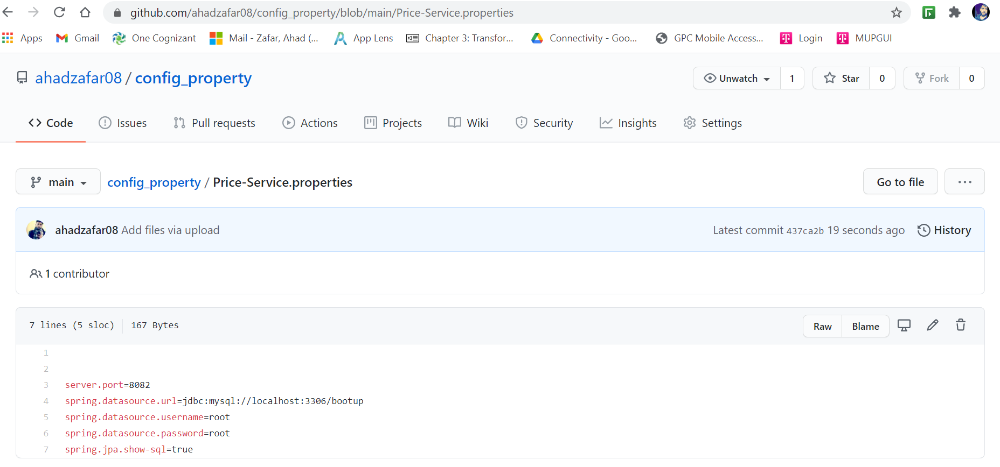 github.com/ahadzafar08/config_property/blob/main/Price-Service.properties
Apps Gmail One Cognizant Mail - Zafar, Ahad (... App Lens Chapter 3: Transfor... Connectivity - Goo... GPC Mobile Access... Login MUPGUI
ahadzafar08 / config_property Unwatch 1 Star 0 Fork 0
Code Issues Pull requests Actions Projects Wiki Security Insights Settings
main config_property / Price-Service.properties Go to file ...
ahadzafar08 Add files via upload Latest commit 437ca2b 19 seconds ago History
1 contributor
7 lines (5 sloc) 167 Bytes Raw Blame
1
2
3 server.port=8082
4 spring.datasource.url=jdbc:mysql://localhost:3306/bootup
5 spring.datasource.username=root
6 spring.datasource.password=root
7 spring.jpa.show-sql=true